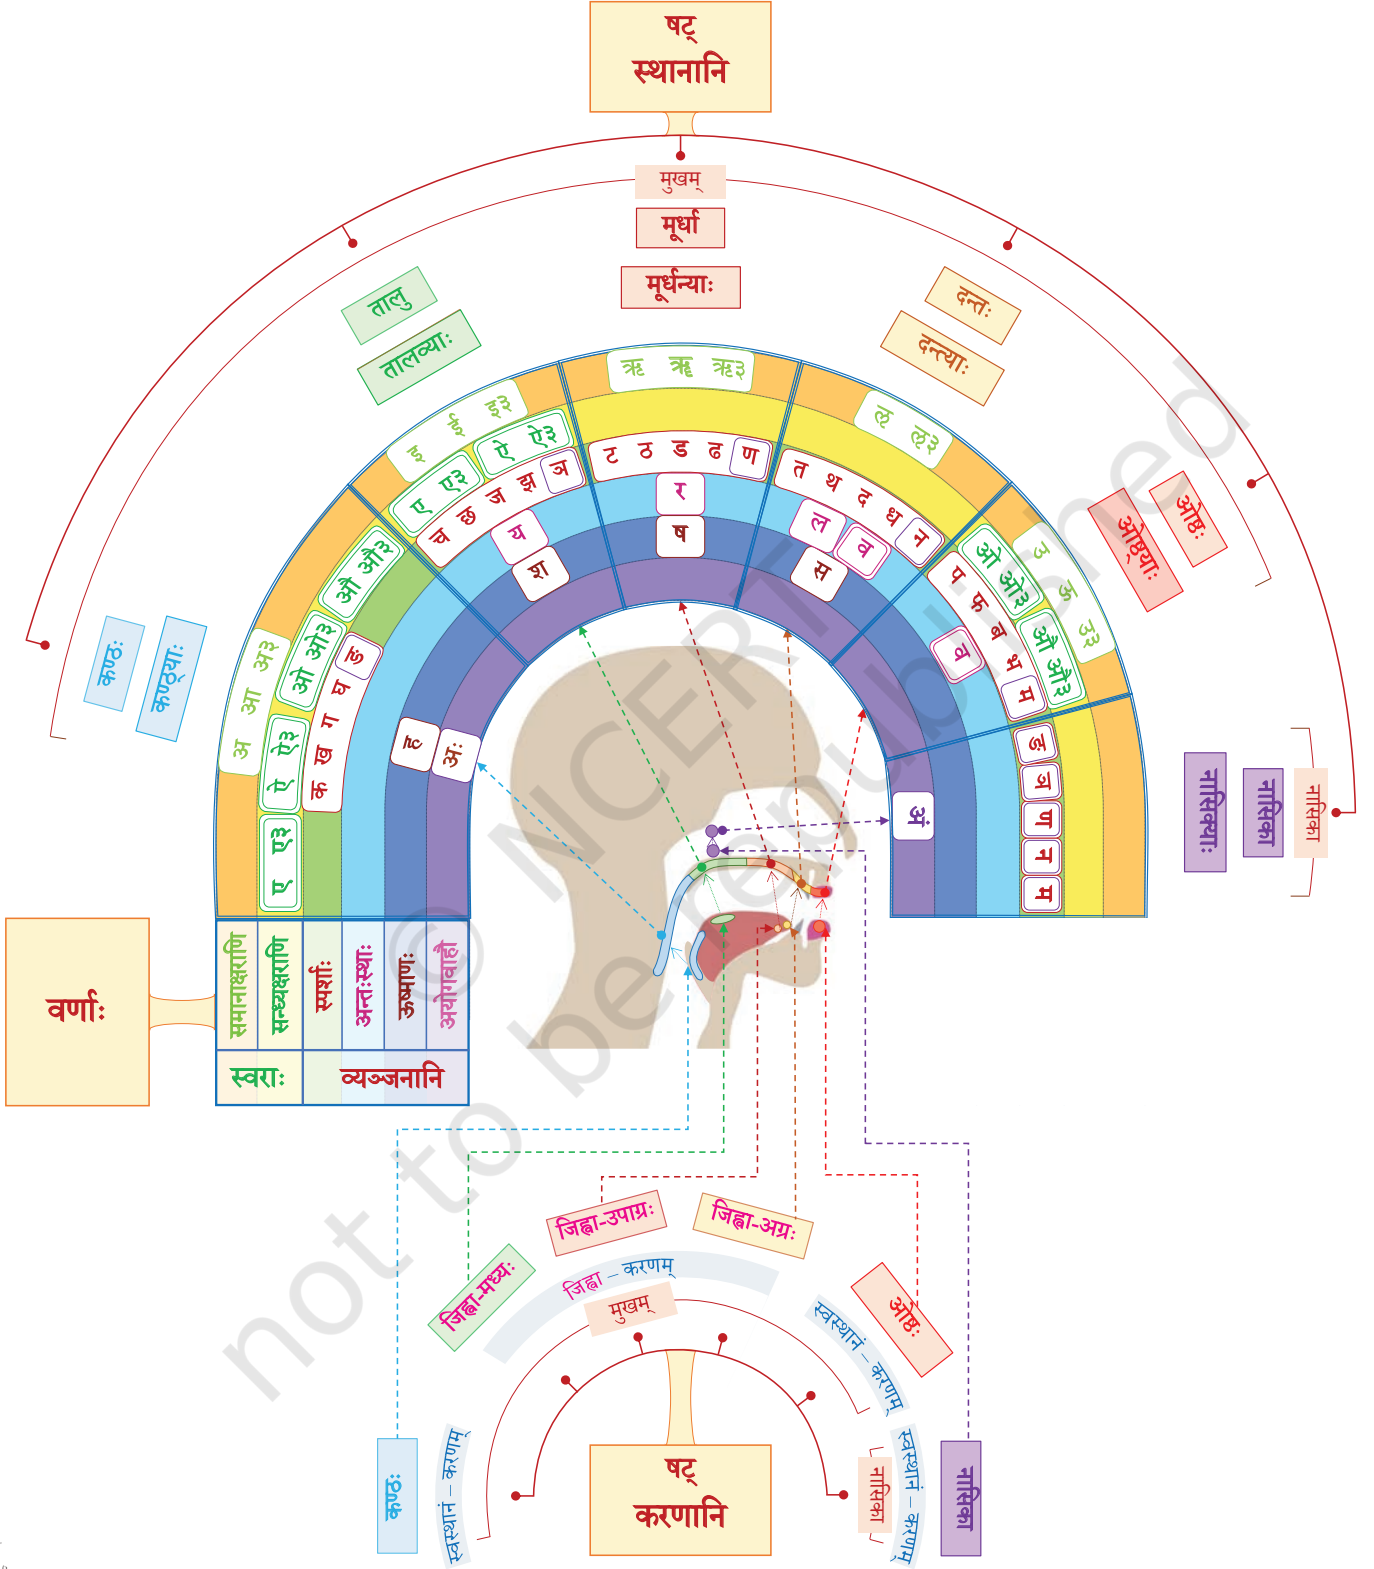 षट्
स्थानानि
मुखम्
मूर्धा
मूर्धन्याः
तालु
तालव्याः
दन्तः
दन्त्याः
ओष्ठः
ओष्ठ्याः
कण्ठः
कण्ठ्याः
नासिक्याः
नासिका
नासिका
अ आ अ३
इ ई इ३
ऋ ॠ ऋ३
ऌ ऌ३
उ ऊ उ३
ए ए३
ऐ ऐ३
ओ ओ३
औ औ३
ए ए३
ऐ ऐ३
ओ ओ३
औ औ३
क ख ग घ ङ
च छ ज झ ञ
ट ठ ड ढ ण
त थ द ध न
प फ ब भ म
ङ
ञ
ण
न
म
य
र
ल
व
व
ह
श
ष
स
अः
अं
वर्णाः
समानाक्षराणि
सन्ध्यक्षराणि
स्पर्शाः
अन्तःस्थाः
ऊष्माणः
अयोगवाहौ
स्वराः
व्यञ्जनानि
जिह्वा-उपाग्रः
जिह्वा-अग्रः
जिह्वा-मध्यः
जिह्वा – करणम्
मुखम्
ओष्ठः
स्वस्थानं – करणम्
कण्ठः
स्वस्थानं – करणम्
नासिका
स्वस्थानं – करणम्
नासिका
षट्
करणानि
© NCERT
not to be republished